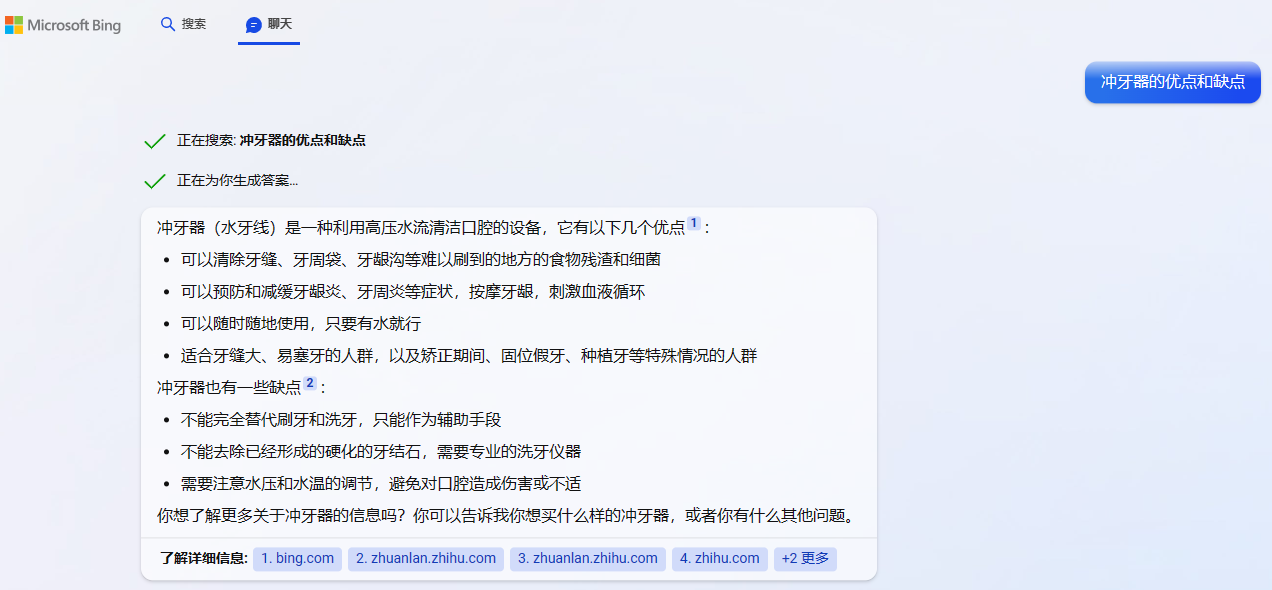 Microsoft Bing 搜索 聊天
冲牙器的优点和缺点
正在搜索: 冲牙器的优点和缺点
正在为你生成答案...
冲牙器（水牙线）是一种利用高压水流清洁口腔的设备，它有以下几个优点1：
• 可以清除牙缝、牙周袋、牙龈沟等难以刷到的地方的食物残渣和细菌
• 可以预防和减缓牙龈炎、牙周炎等症状，按摩牙龈，刺激血液循环
• 可以随时随地使用，只要有水就行
• 适合牙缝大、易塞牙的人群，以及矫正期间、固位假牙、种植牙等特殊情况的人群
冲牙器也有一些缺点2：
• 不能完全替代刷牙和洗牙，只能作为辅助手段
• 不能去除已经形成的硬化的牙结石，需要专业的洗牙仪器
• 需要注意水压和水温的调节，避免对口腔造成伤害或不适
你想了解更多关于冲牙器的信息吗？你可以告诉我你想买什么样的冲牙器，或者你有什么其他问题。
了解详细信息: 1. bing.com 2. zhuanlan.zhihu.com 3. zhuanlan.zhihu.com 4. zhihu.com +2 更多